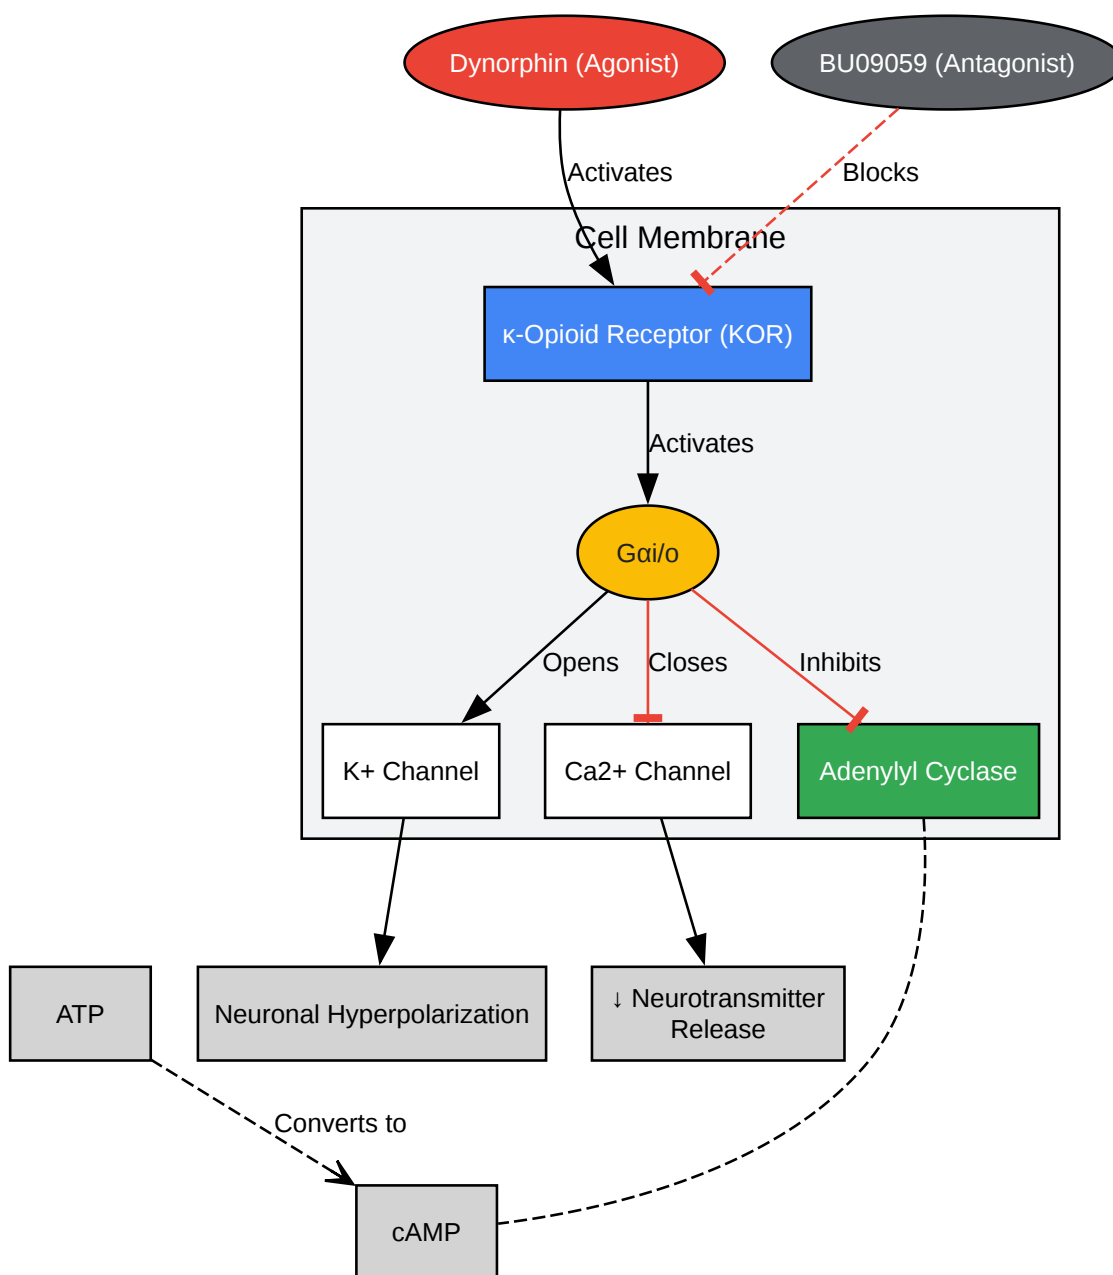 Dynorphin (Agonist)
BU09059 (Antagonist)
Activates
Blocks
Cell Membrane
κ-Opioid Receptor (KOR)
Activates
Gαi/o
Opens
Closes
Inhibits
K+ Channel
Ca2+ Channel
Adenylyl Cyclase
ATP
Neuronal Hyperpolarization
↓ Neurotransmitter
Release
Converts to
cAMP